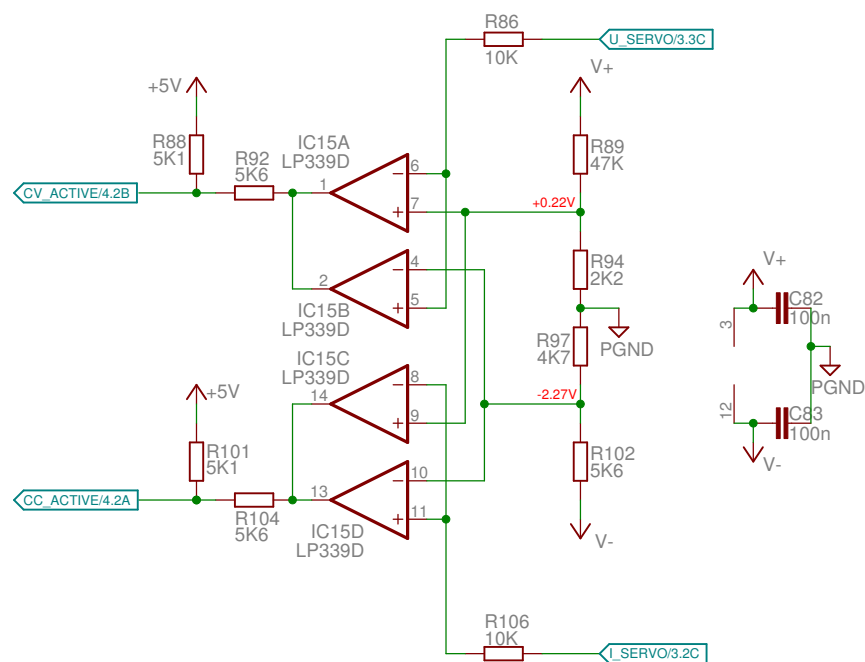 R86
10K
U_SERVO/3.3C
V+
+5V
R88
5K1
IC15A
LP339D
R89
47K
R92
5K6
CV_ACTIVE/4.2B
1
6
7
−
+
+0.22V
R94
2K2
2
4
5
−
+
IC15B
LP339D
PGND
R97
4K7
V+
C82
100n
3
PGND
12
C83
100n
V-
IC15C
LP339D
+5V
14
8
9
−
+
-2.27V
R101
5K1
R102
5K6
CC_ACTIVE/4.2A
R104
5K6
13
10
11
−
+
IC15D
LP339D
V-
R106
10K
I_SERVO/3.2C